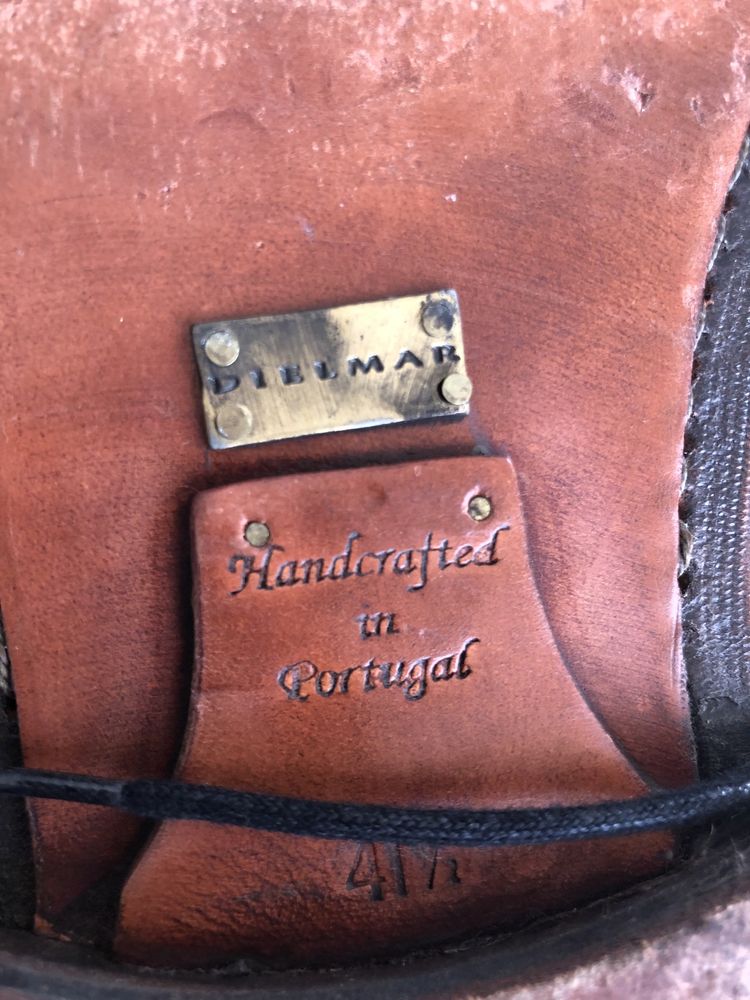 DIELMAR
Handcrafted
in
Portugal
41½